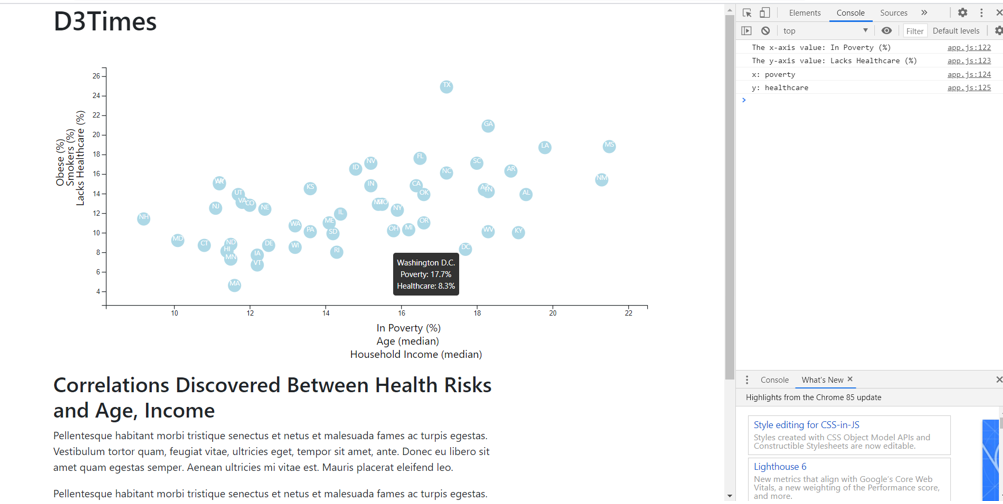 D3Times
26
24
22
20
18
16
14
12
10
8
6
4
Obese (%)
Smokers (%)
Lacks Healthcare (%)
TX
GA
LA
MS
NM
FL
NV
ID
NC
SC
AR
AL
IN
CA
OK
KS
UT
VA
CO
NJ
NE
NH
MD
CT
HI
MN
IA
VT
DE
WA
PA
WI
IL
ME
SD
RI
NY
OH
MI
OR
WV
KY
DC
MA
Washington D.C.
Poverty: 17.7%
Healthcare: 8.3%
10 12 14 16 18 20 22
In Poverty (%)
Age (median)
Household Income (median)
Correlations Discovered Between Health Risks
and Age, Income
Pellentesque habitant morbi tristique senectus et netus et malesuada fames ac turpis egestas.
Vestibulum tortor quam, feugiat vitae, ultricies eget, tempor sit amet, ante. Donec eu libero sit
amet quam egestas semper. Aenean ultricies mi vitae est. Mauris placerat eleifend leo.
Pellentesque habitant morbi tristique senectus et netus et malesuada fames ac turpis egestas.
Elements Console Sources »
top Filter Default levels
The x-axis value: In Poverty (%) app.js:122
The y-axis value: Lacks Healthcare (%) app.js:123
x: poverty app.js:124
y: healthcare app.js:125
Console What's New
Highlights from the Chrome 85 update
Style editing for CSS-in-JS
Styles created with CSS Object Model APIs and
Constructible Stylesheets are now editable.
Lighthouse 6
New metrics that align with Google's Core Web
Vitals, a new weighting of the Performance score,
and more.